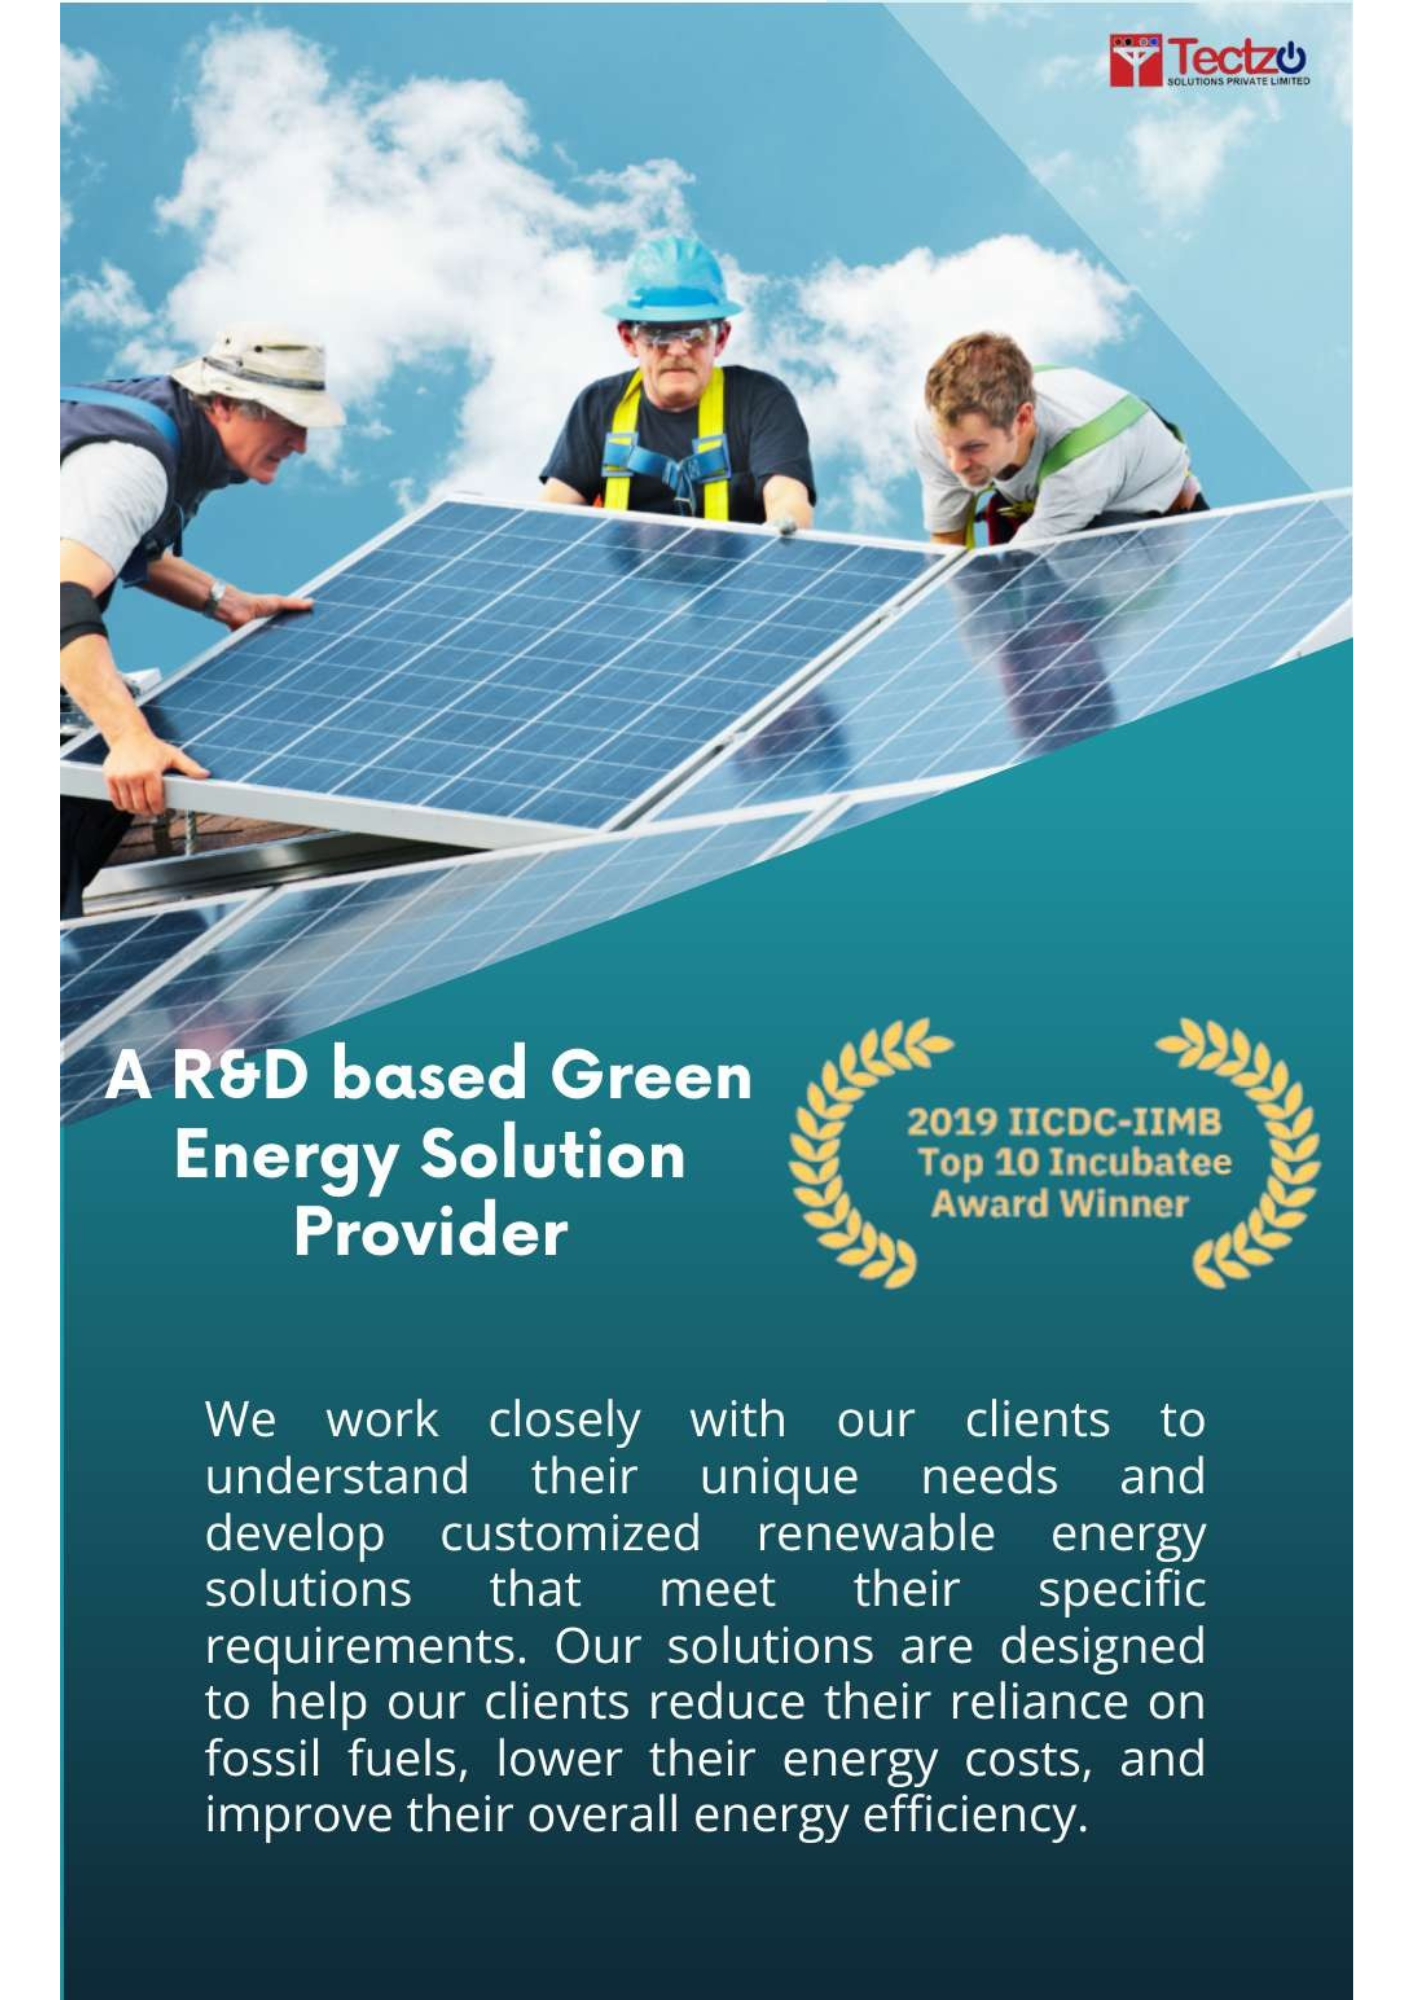 Tectzo
SOLUTIONS PRIVATE LIMITED
A R&D based Green
Energy Solution
Provider
2019 IICDC-IIMB
Top 10 Incubatee
Award Winner
We work closely with our clients to
understand their unique needs and
develop customized renewable energy
solutions that meet their specific
requirements. Our solutions are designed
to help our clients reduce their reliance on
fossil fuels, lower their energy costs, and
improve their overall energy efficiency.